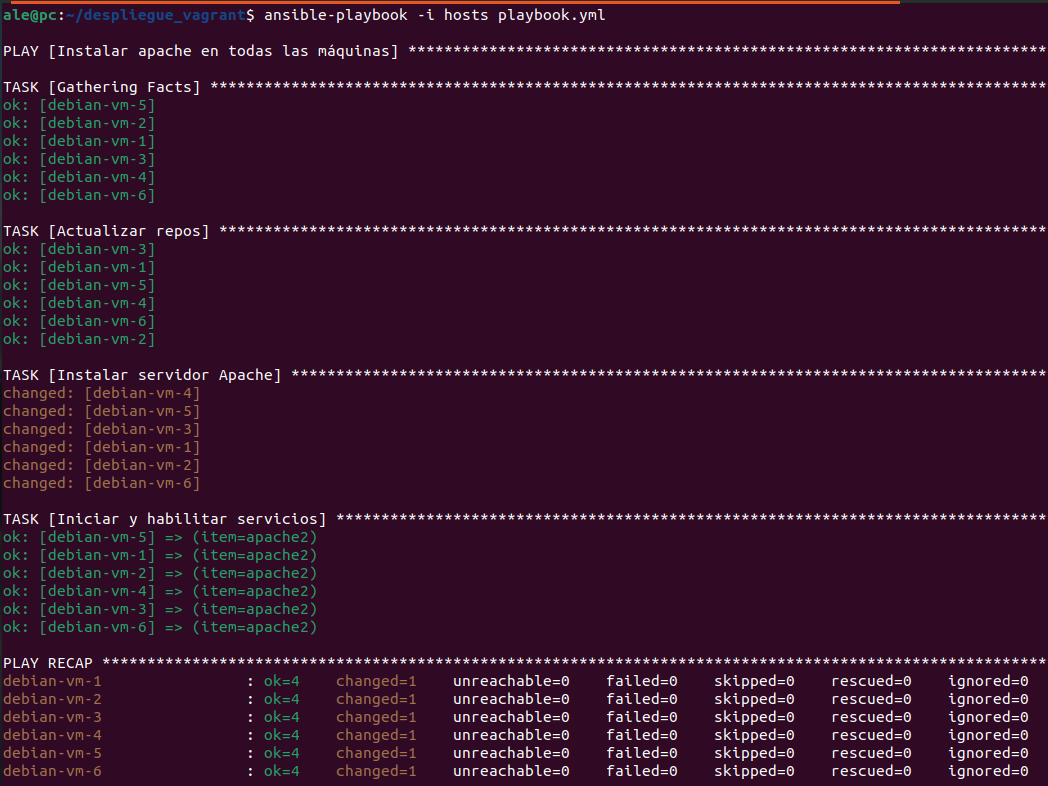 ale@pc:~/despliegue_vagrant$ ansible-playbook -i hosts playbook.yml
PLAY [Instalar apache en todas las máquinas] ***********************************************************************
TASK [Gathering Facts] *********************************************************************************************
ok: [debian-vm-5]
ok: [debian-vm-2]
ok: [debian-vm-1]
ok: [debian-vm-3]
ok: [debian-vm-4]
ok: [debian-vm-6]
TASK [Actualizar repos] ********************************************************************************************
ok: [debian-vm-3]
ok: [debian-vm-1]
ok: [debian-vm-5]
ok: [debian-vm-4]
ok: [debian-vm-6]
ok: [debian-vm-2]
TASK [Instalar servidor Apache] ************************************************************************************
changed: [debian-vm-4]
changed: [debian-vm-5]
changed: [debian-vm-3]
changed: [debian-vm-1]
changed: [debian-vm-2]
changed: [debian-vm-6]
TASK [Iniciar y habilitar servicios] *******************************************************************************
ok: [debian-vm-5] => (item=apache2)
ok: [debian-vm-1] => (item=apache2)
ok: [debian-vm-2] => (item=apache2)
ok: [debian-vm-4] => (item=apache2)
ok: [debian-vm-3] => (item=apache2)
ok: [debian-vm-6] => (item=apache2)
PLAY RECAP *********************************************************************************************************
debian-vm-1                : ok=4    changed=1    unreachable=0    failed=0    skipped=0    rescued=0    ignored=0
debian-vm-2                : ok=4    changed=1    unreachable=0    failed=0    skipped=0    rescued=0    ignored=0
debian-vm-3                : ok=4    changed=1    unreachable=0    failed=0    skipped=0    rescued=0    ignored=0
debian-vm-4                : ok=4    changed=1    unreachable=0    failed=0    skipped=0    rescued=0    ignored=0
debian-vm-5                : ok=4    changed=1    unreachable=0    failed=0    skipped=0    rescued=0    ignored=0
debian-vm-6                : ok=4    changed=1    unreachable=0    failed=0    skipped=0    rescued=0    ignored=0